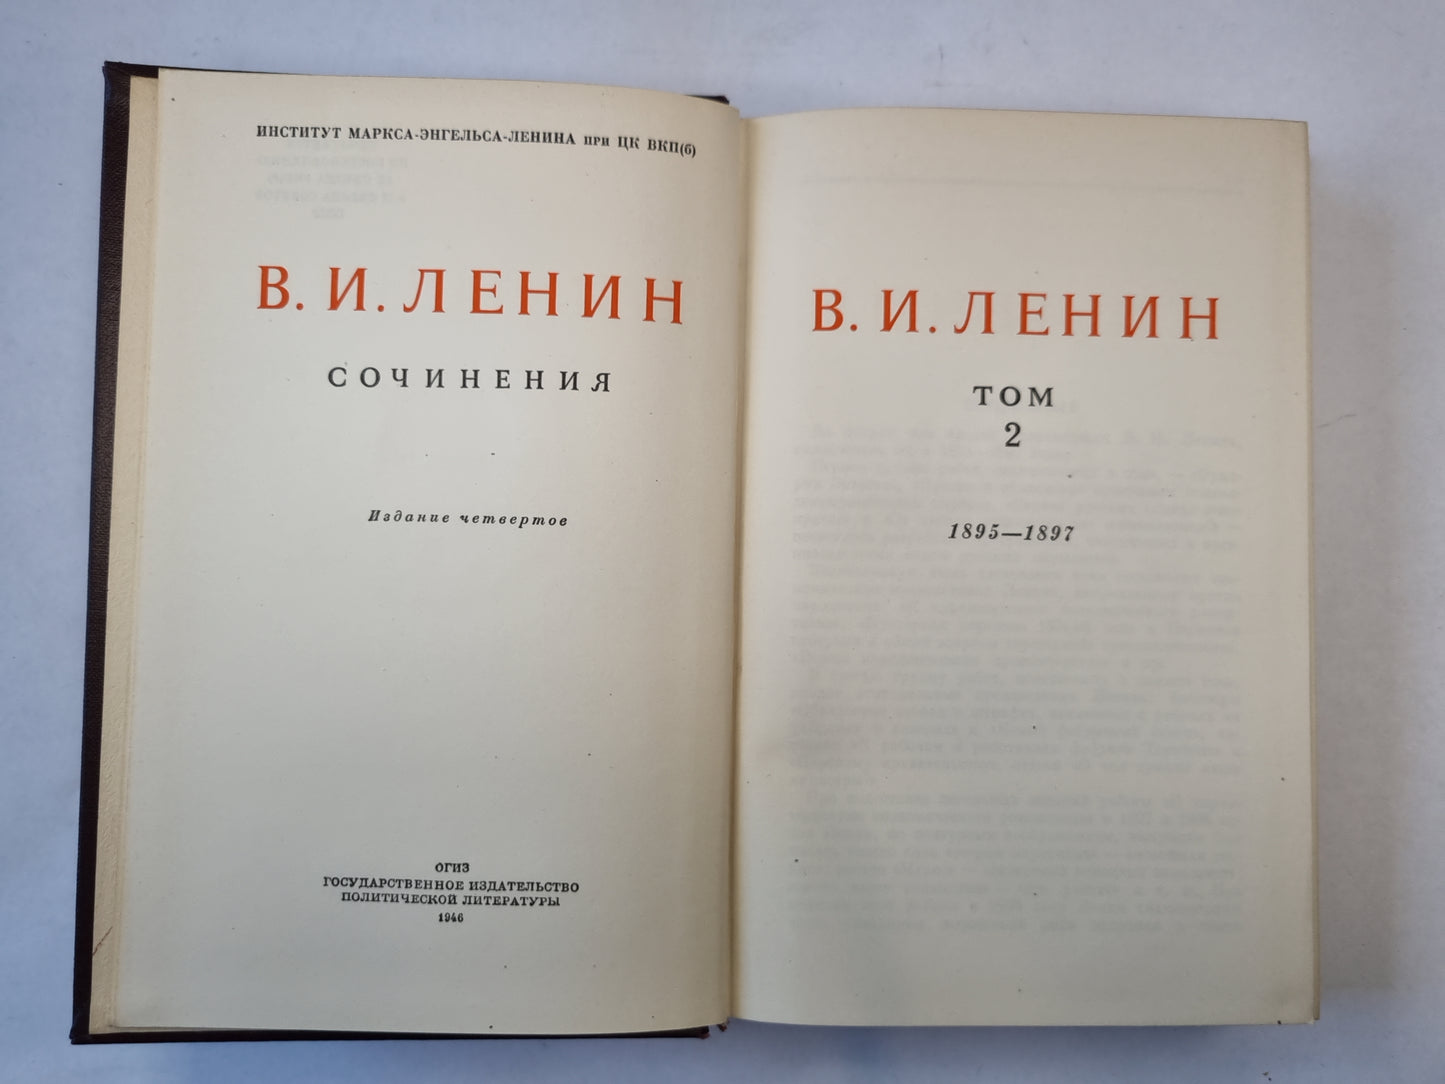 ИНСТИТУТ МАРКСА-ЭНГЕЛЬСА-ЛЕНИНА при ЦК ВКП(б)
В. И. ЛЕНИН
СОЧИНЕНИЯ
Издание четвертое
ОГИЗ
ГОСУДАРСТВЕННОЕ ИЗДАТЕЛЬСТВО
ПОЛИТИЧЕСКОЙ ЛИТЕРАТУРЫ
1946
В. И. ЛЕНИН
ТОМ
2
1895—1897